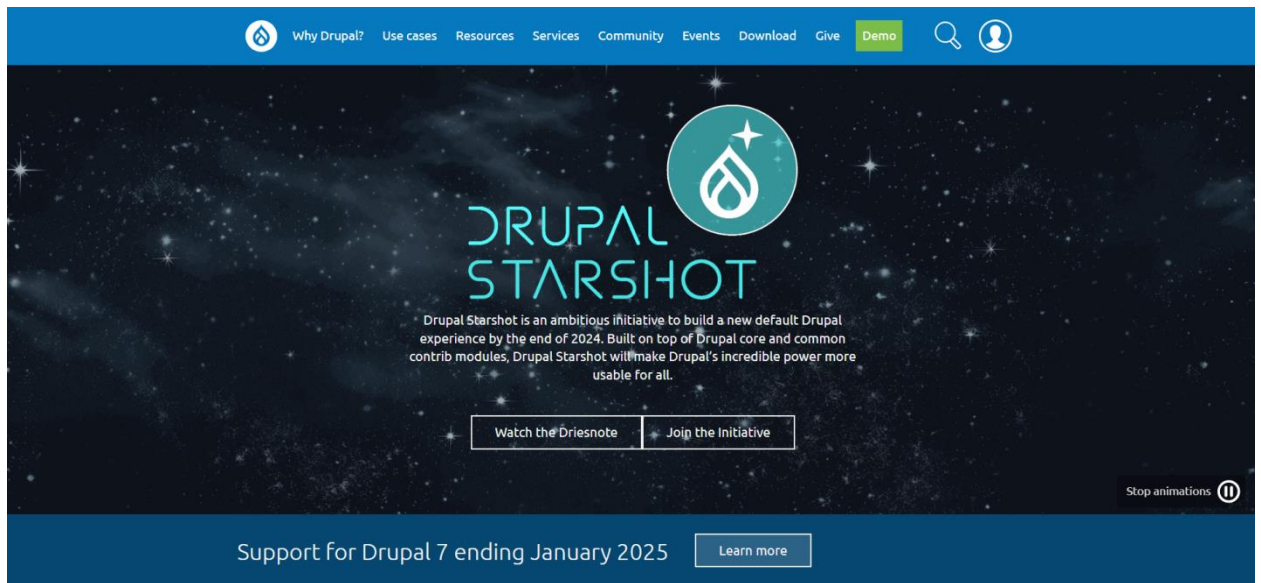 Why Drupal? Use cases Resources Services Community Events Download Give Demo
DRUPAL
STARSHOT
Drupal Starshot is an ambitious initiative to build a new default Drupal
experience by the end of 2024. Built on top of Drupal core and common
contrib modules, Drupal Starshot will make Drupal's incredible power more
usable for all.
Watch the Driesnote Join the Initiative
Stop animations
Support for Drupal 7 ending January 2025 Learn more